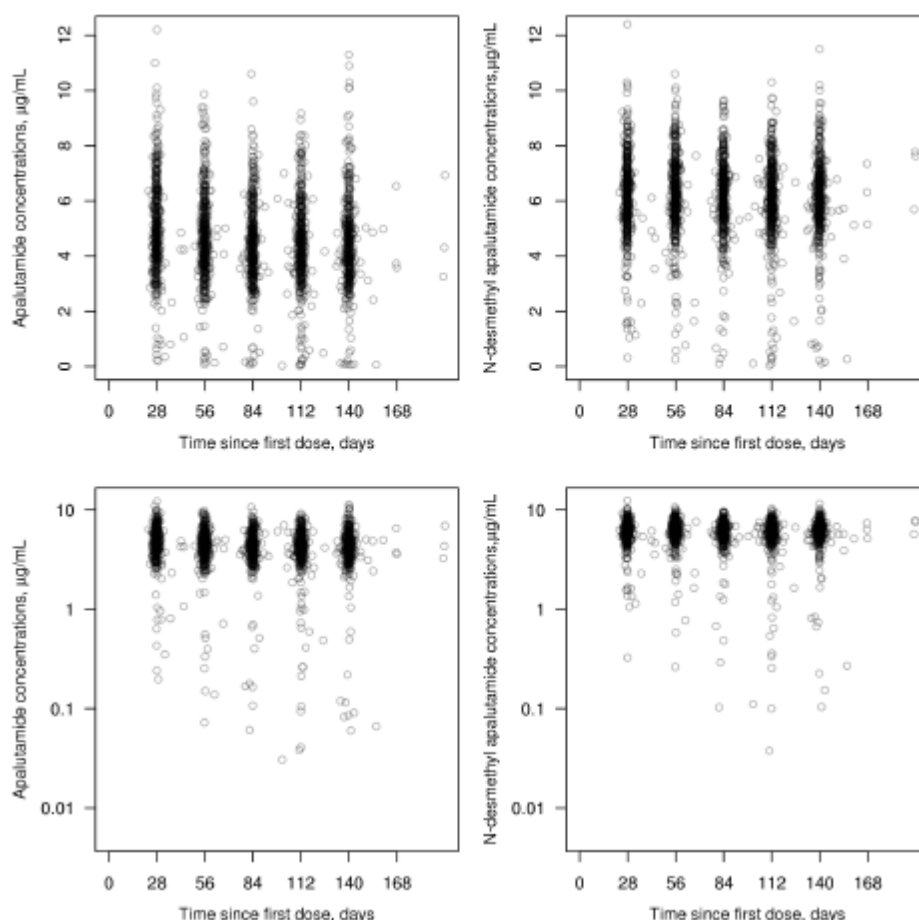 Apalutamide concentrations, µg/mL
12
10
8
6
4
2
0
0 28 56 84 112 140 168
Time since first dose, days
N-desmethyl apalutamide concentrations,µg/mL
12
10
8
6
4
2
0
0 28 56 84 112 140 168
Time since first dose, days
Apalutamide concentrations, µg/mL
10
1
0.1
0.01
0 28 56 84 112 140 168
Time since first dose, days
N-desmethyl apalutamide concentrations,µg/mL
10
1
0.1
0.01
0 28 56 84 112 140 168
Time since first dose, days